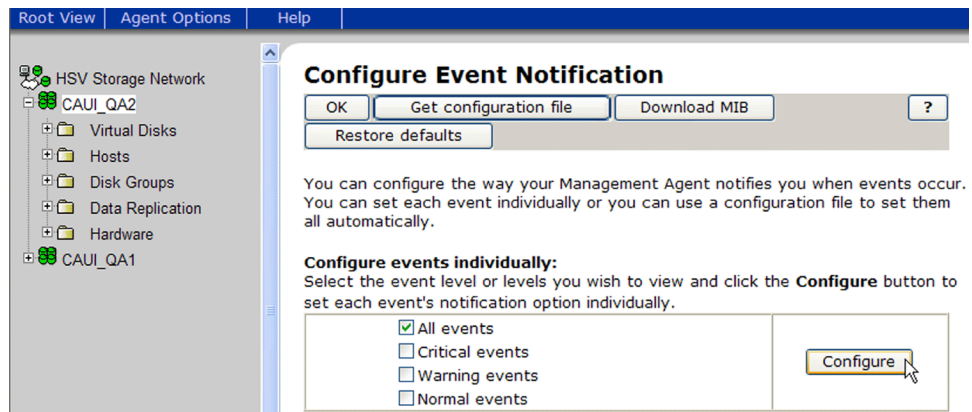 Root View Agent Options Help
HSV Storage Network
CAUI_QA2
Virtual Disks
Hosts
Disk Groups
Data Replication
Hardware
CAUI_QA1
Configure Event Notification
OK Get configuration file Download MIB ?
Restore defaults
You can configure the way your Management Agent notifies you when events occur.
You can set each event individually or you can use a configuration file to set them
all automatically.
Configure events individually:
Select the event level or levels you wish to view and click the Configure button to
set each event's notification option individually.
All events
Critical events
Warning events
Normal events
Configure